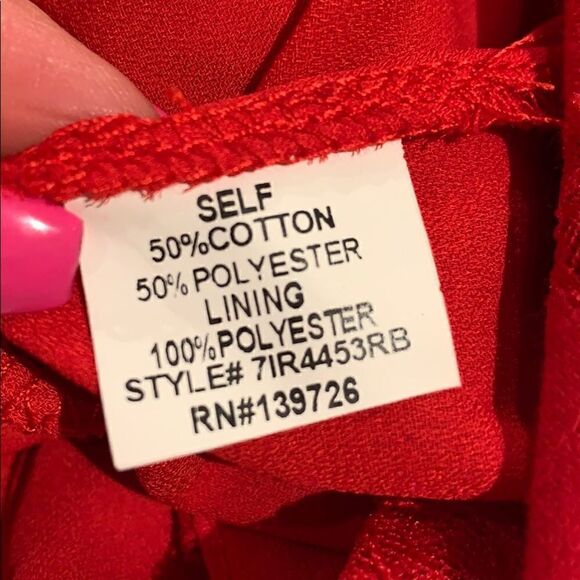 SELF
50%COTTON
50% POLYESTER
LINING
100%POLYESTER
STYLE# 7IR4453RB
RN#139726